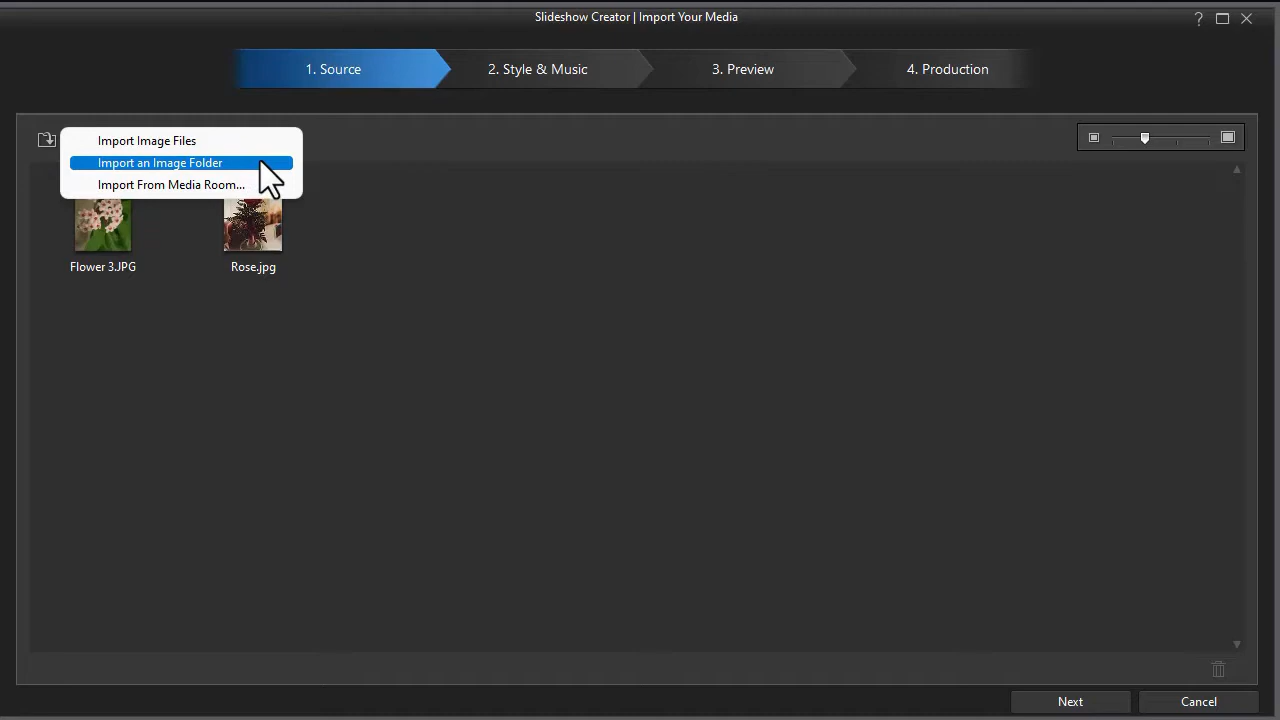 Slideshow Creator | Import Your Media
?
1. Source
2. Style & Music
3. Preview
4. Production
Import Image Files
Import an Image Folder
Import From Media Room...
Flower 3.JPG
Rose.jpg
Next
Cancel